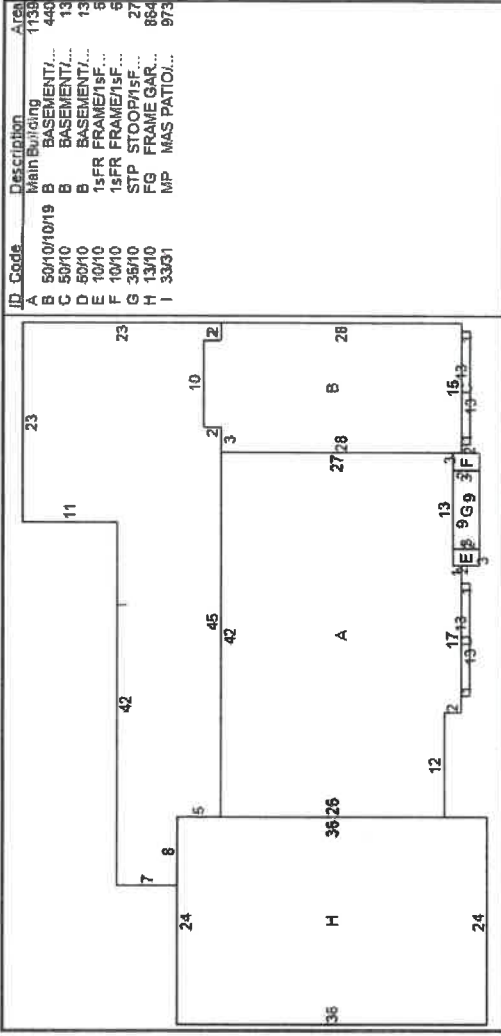 ID Code Description Area
A Main Building 1139
B 50/10/10/19 B BASEMENT/... 440
C 50/10 B BASEMENT/... 13
D 50/10 B BASEMENT/... 13
E 10/10 1sFR FRAME/1sF... 6
F 10/10 1sFR FRAME/1sF... 6
G 35/10 STP STOOP/1sF... 27
H 13/10 FG FRAME GAR... 864
I 33/31 MP MAS PATIO/... 973
23
23
11
42
I
7
8
5
10
2
2
2
3
45
42
24
H
36
36
26
A
27
28
B
28
12
2
17
13
15
13
13
E
9
G
9
F
3
3
13
13
24